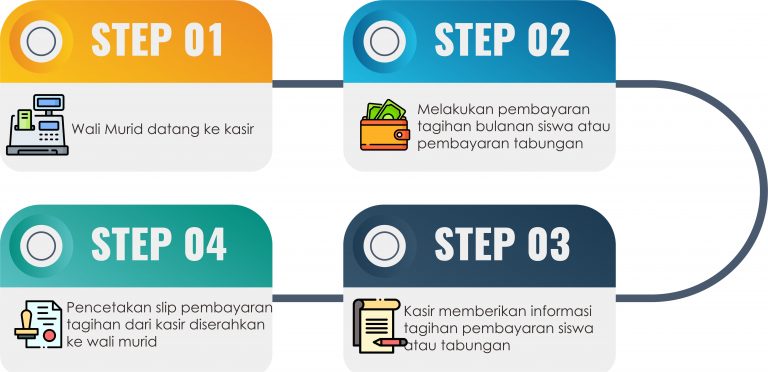 STEP 01
Wali Murid datang ke kasir
STEP 02
Melakukan pembayaran
tagihan bulanan siswa atau
pembayaran tabungan
STEP 03
Kasir memberikan informasi
tagihan pembayaran siswa
atau tabungan
STEP 04
Pencetakan slip pembayaran
tagihan dari kasir diserahkan
ke wali murid